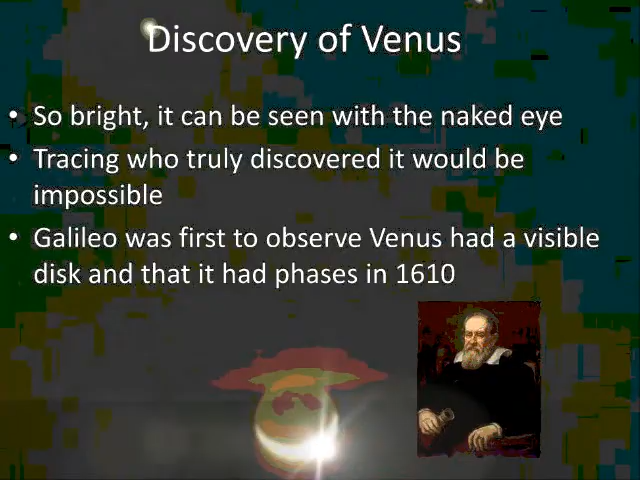 Discovery of Venus
• So bright, it can be seen with the naked eye
• Tracing who truly discovered it would be
impossible
• Galileo was first to observe Venus had a visible
disk and that it had phases in 1610